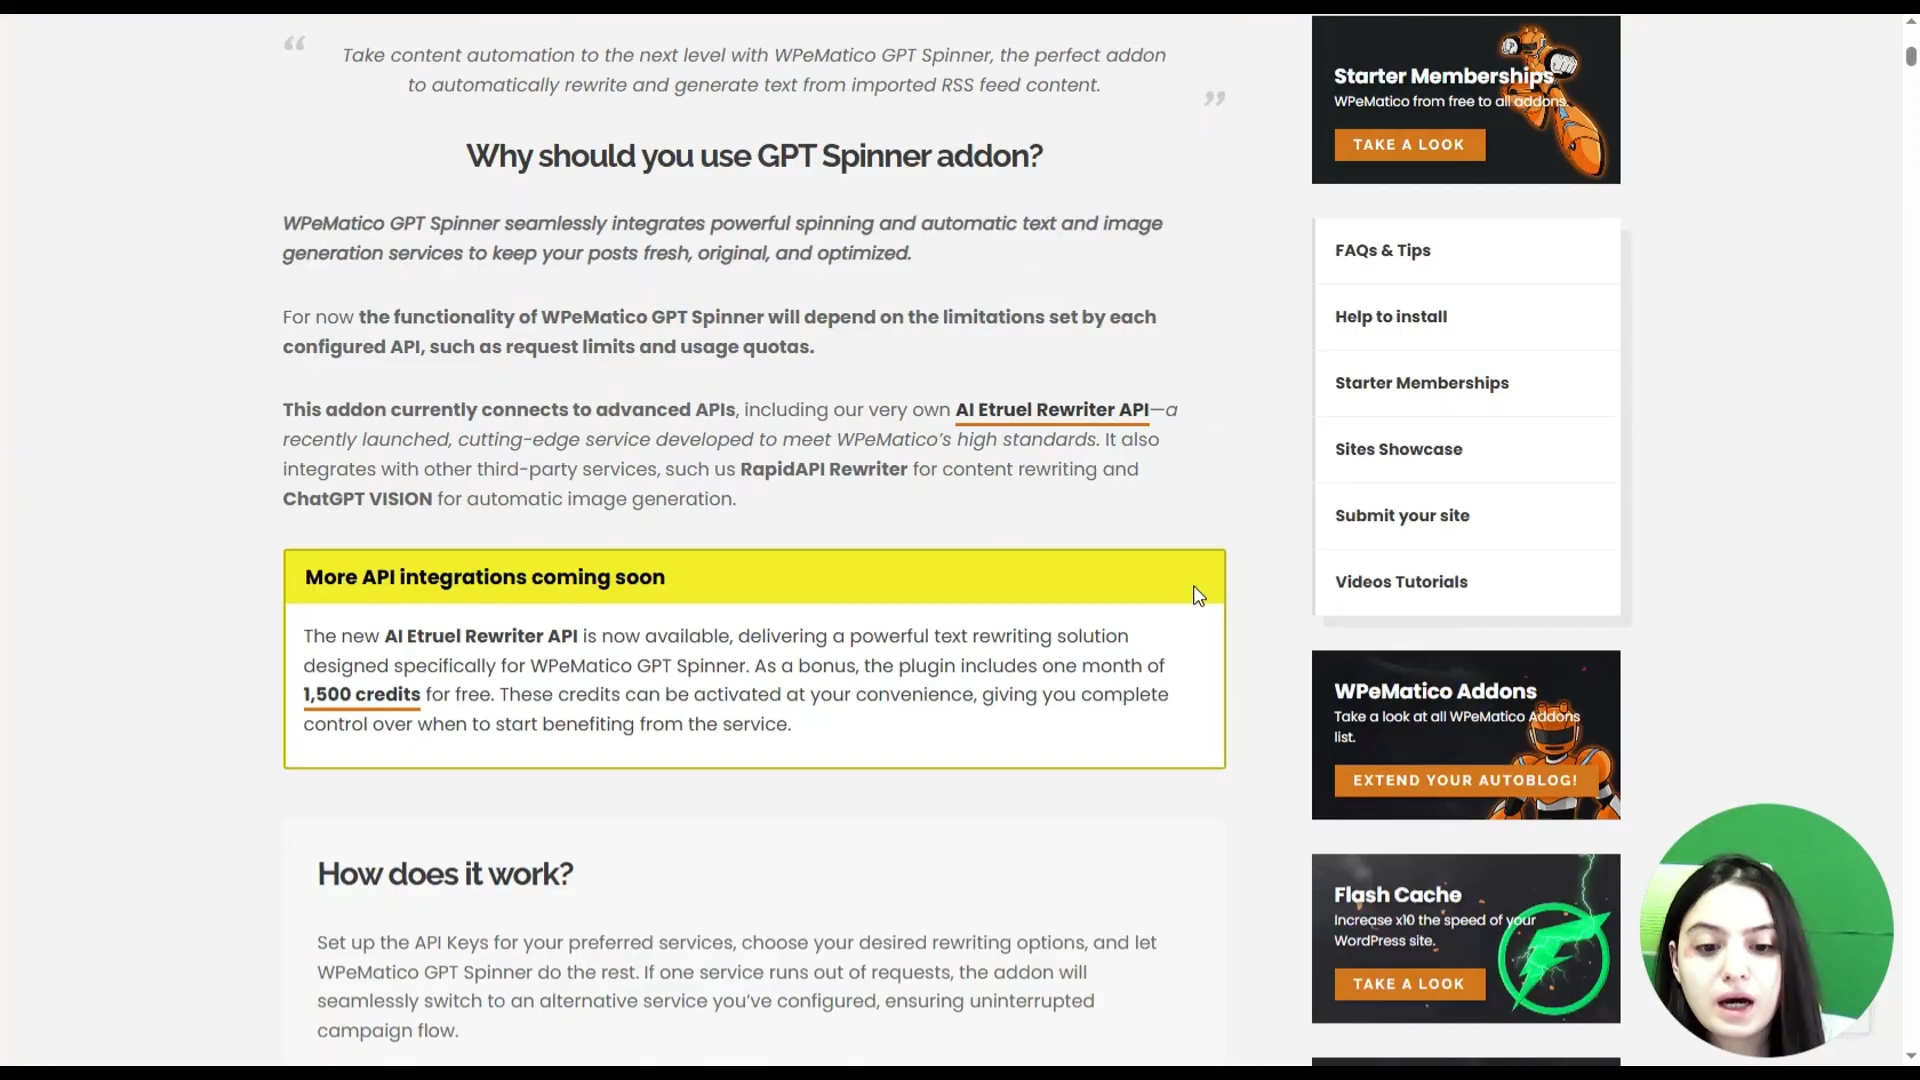 “
Take content automation to the next level with WPeMatico GPT Spinner, the perfect addon
to automatically rewrite and generate text from imported RSS feed content.
”
Why should you use GPT Spinner addon?
WPeMatico GPT Spinner seamlessly integrates powerful spinning and automatic text and image
generation services to keep your posts fresh, original, and optimized.
For now the functionality of WPeMatico GPT Spinner will depend on the limitations set by each
configured API, such as request limits and usage quotas.
This addon currently connects to advanced APIs, including our very own AI Etruel Rewriter API—a
recently launched, cutting-edge service developed to meet WPeMatico’s high standards. It also
integrates with other third-party services, such us RapidAPI Rewriter for content rewriting and
ChatGPT VISION for automatic image generation.
More API integrations coming soon
The new AI Etruel Rewriter API is now available, delivering a powerful text rewriting solution
designed specifically for WPeMatico GPT Spinner. As a bonus, the plugin includes one month of
1,500 credits for free. These credits can be activated at your convenience, giving you complete
control over when to start benefiting from the service.
How does it work?
Set up the API Keys for your preferred services, choose your desired rewriting options, and let
WPeMatico GPT Spinner do the rest. If one service runs out of requests, the addon will
seamlessly switch to an alternative service you’ve configured, ensuring uninterrupted
campaign flow.
Starter Memberships
WPeMatico from free to all addons.
TAKE A LOOK
FAQs & Tips
Help to install
Starter Memberships
Sites Showcase
Submit your site
Videos Tutorials
WPeMatico Addons
Take a look at all WPeMatico Addons
list.
EXTEND YOUR AUTOBLOG!
Flash Cache
Increase x10 the speed of your
WordPress site.
TAKE A LOOK